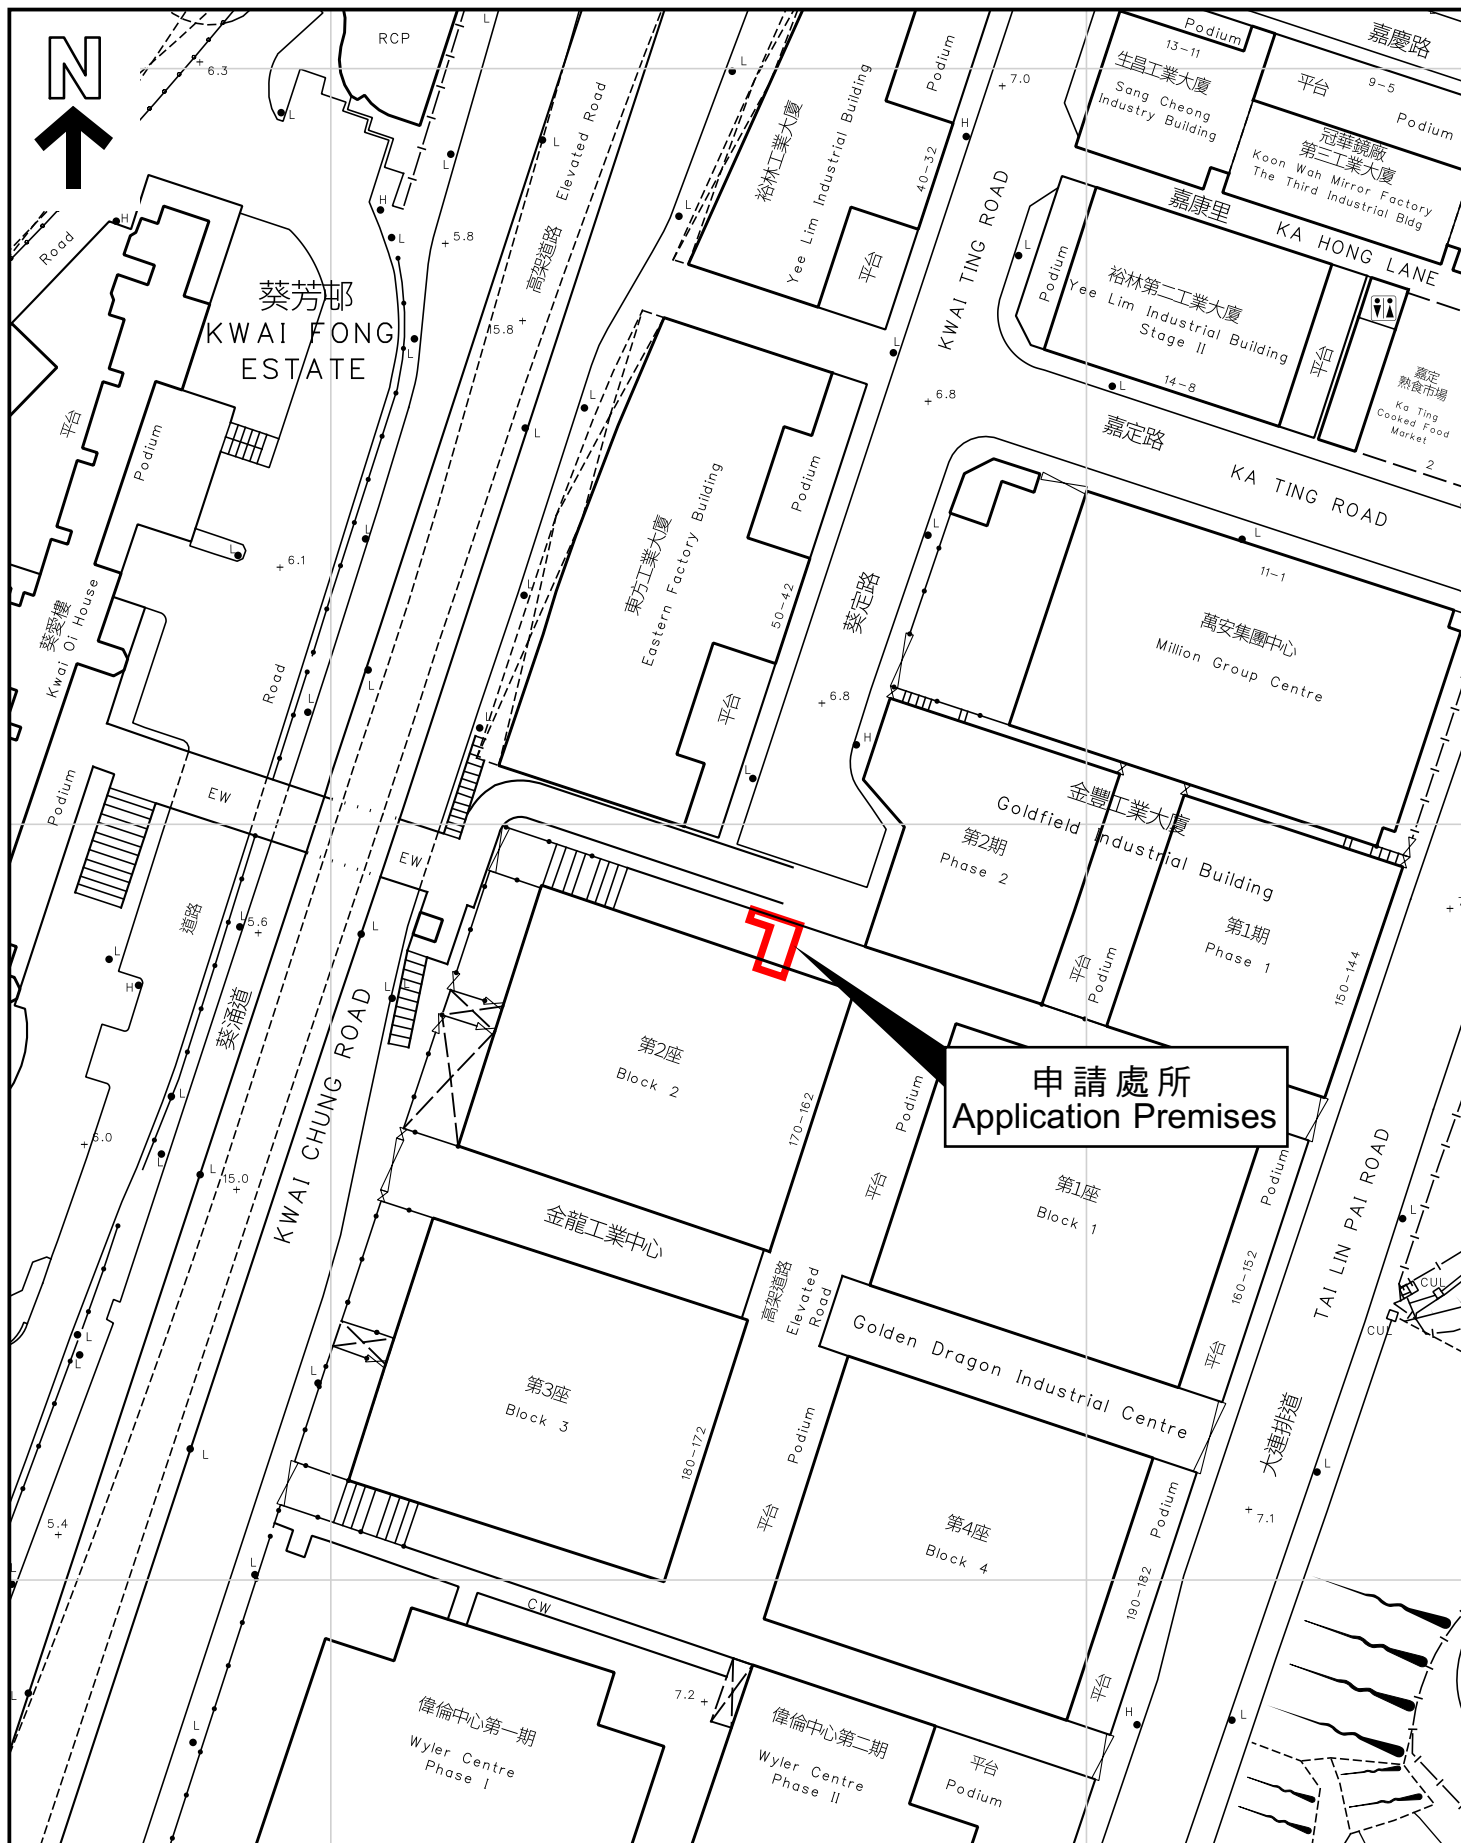 N
RCP
6.3
Elevated Road
高架道路
裕林工業大廈
Yee Lim Industrial Building
Podium
40-32
平台
7.0
KWAI TING ROAD
Podium
13-11
生昌工業大廈
Sang Cheong
Industry Building
嘉慶路
平台
9-5
Podium
冠華鏡廠
第三工業大廈
Koon Wah Mirror Factory
The Third Industrial Bldg
嘉康里
KA HONG LANE
Podium
裕林第二工業大廈
Yee Lim Industrial Building
Stage II
14-8
平台
嘉定
熟食市場
Ka Ting
Cooked Food
Market
2
Road
5.8
葵芳邨
KWAI FONG
ESTATE
15.8
平台
Podium
6.8
嘉定路
KA TING ROAD
東方工業大廈
Eastern Factory Building
Podium
50-42
平台
葵定路
6.8
11-1
萬安集團中心
Million Group Centre
6.1
葵愛樓
Kwai Oi House
Road
Podium
EW
EW
道路
5.6
葵涌道
KWAI CHUNG ROAD
金豐工業大廈
Goldfield Industrial Building
第2期
Phase 2
第1期
Phase 1
平台
Podium
150-144
申請處所
Application Premises
第2座
Block 2
170-162
Podium
平台
第1座
Block 1
Podium
160-152
平台
TAI LIN PAI ROAD
大連排道
6.0
15.0
金龍工業中心
Golden Dragon Industrial Centre
高架道路
Elevated
Road
CUL
CUL
第3座
Block 3
180-172
Podium
平台
第4座
Block 4
Podium
190-182
平台
7.1
5.4
CW
7.2
偉倫中心第一期
Wyler Centre
Phase I
偉倫中心第二期
Wyler Centre
Phase II
平台
Podium